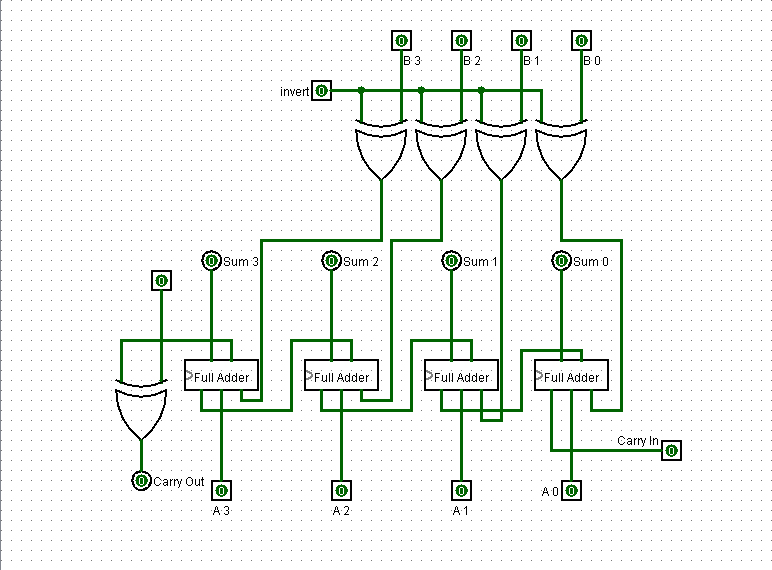 0 0 0 0
B 3 B 2 B 1 B 0
invert 0
0 Sum 3 0 Sum 2 0 Sum 1 0 Sum 0
0
Full Adder Full Adder Full Adder Full Adder
Carry In 0
0 Carry Out
0 0 0 A 0 0
A 3 A 2 A 1